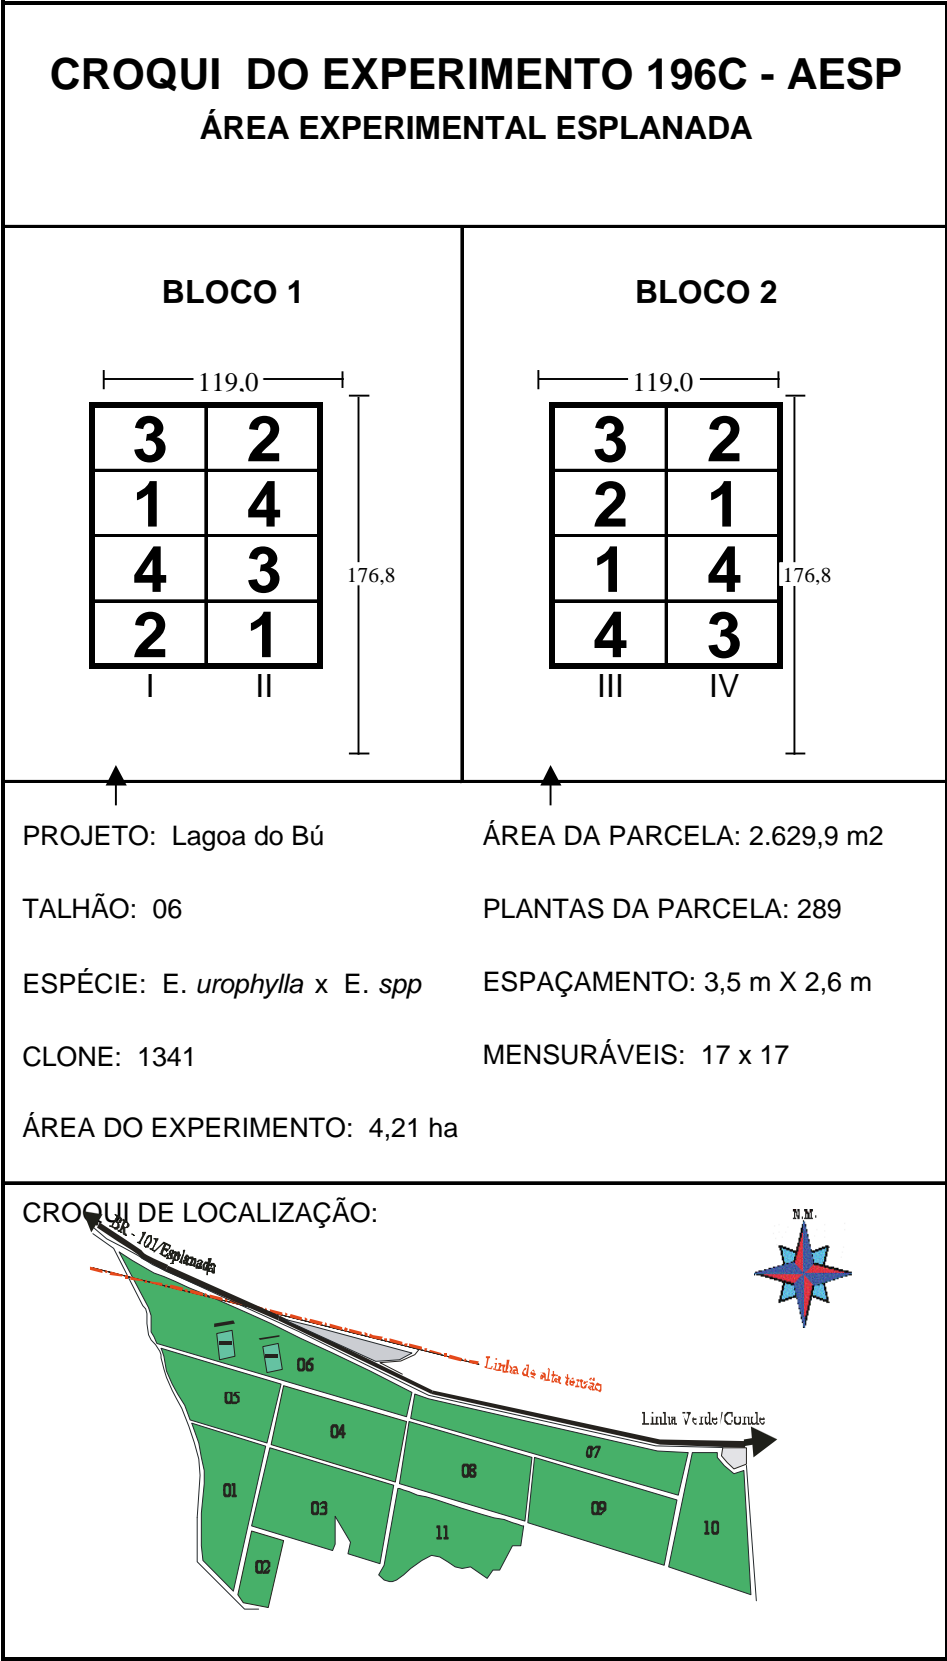 CROQUI DO EXPERIMENTO 196C - AESP
ÁREA EXPERIMENTAL ESPLANADA
BLOCO 1
119,0
3 2
1 4
4 3
2 1
I II
176,8
BLOCO 2
119,0
3 2
2 1
1 4
4 3
III IV
176,8
PROJETO: Lagoa do Bú
TALHÃO: 06
ESPÉCIE: E. urophylla x E. spp
CLONE: 1341
ÁREA DO EXPERIMENTO: 4,21 ha
ÁREA DA PARCELA: 2.629,9 m2
PLANTAS DA PARCELA: 289
ESPAÇAMENTO: 3,5 m X 2,6 m
MENSURÁVEIS: 17 x 17
CROQUI DE LOCALIZAÇÃO:
N.M.
BR - 101/Esplanada
Linha de alta tensão
Linha Verde/Conde
06
05
04
07
08
01
03
09
11
10
02